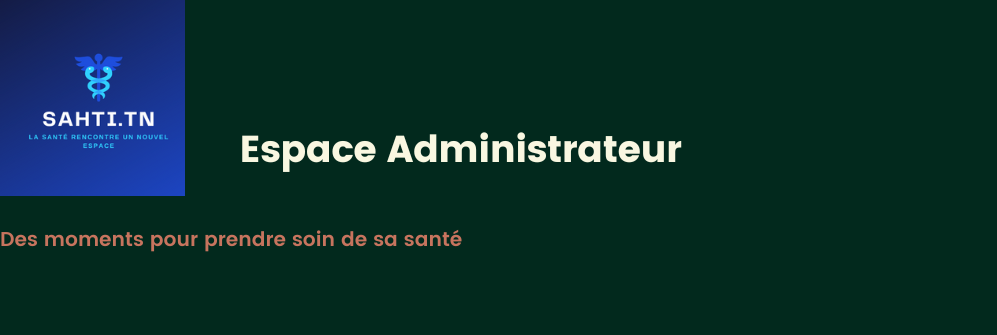 SAHTI.TN
LA SANTÉ RENCONTRE UN NOUVEL
ESPACE
Espace Administrateur
Des moments pour prendre soin de sa santé